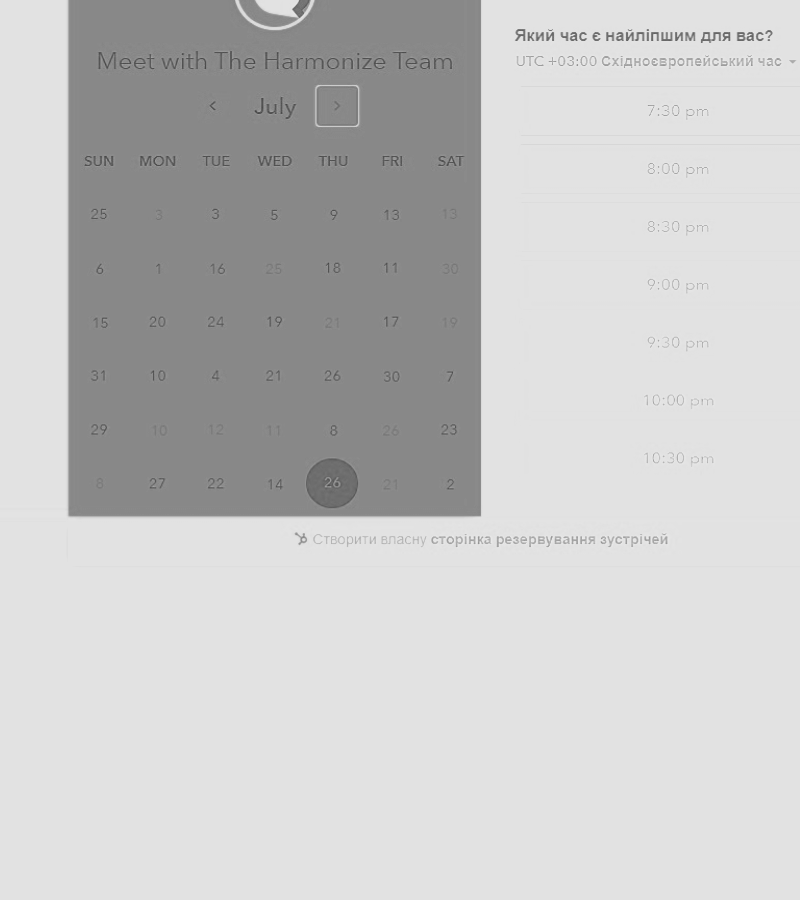 Meet with The Harmonize Team
July
SUN MON TUE WED THU FRI SAT
25 3 3 5 9 13 13
6 1 16 25 18 11 30
15 20 24 19 21 17 19
31 10 4 21 26 30 7
29 10 12 11 8 26 23
8 27 22 14 26 21 2
Який час є найліпшим для вас?
UTC +03:00 Східноєвропейський час
7:30 pm
8:00 pm
8:30 pm
9:00 pm
9:30 pm
10:00 pm
10:30 pm
Створити власну сторінка резервування зустрічей